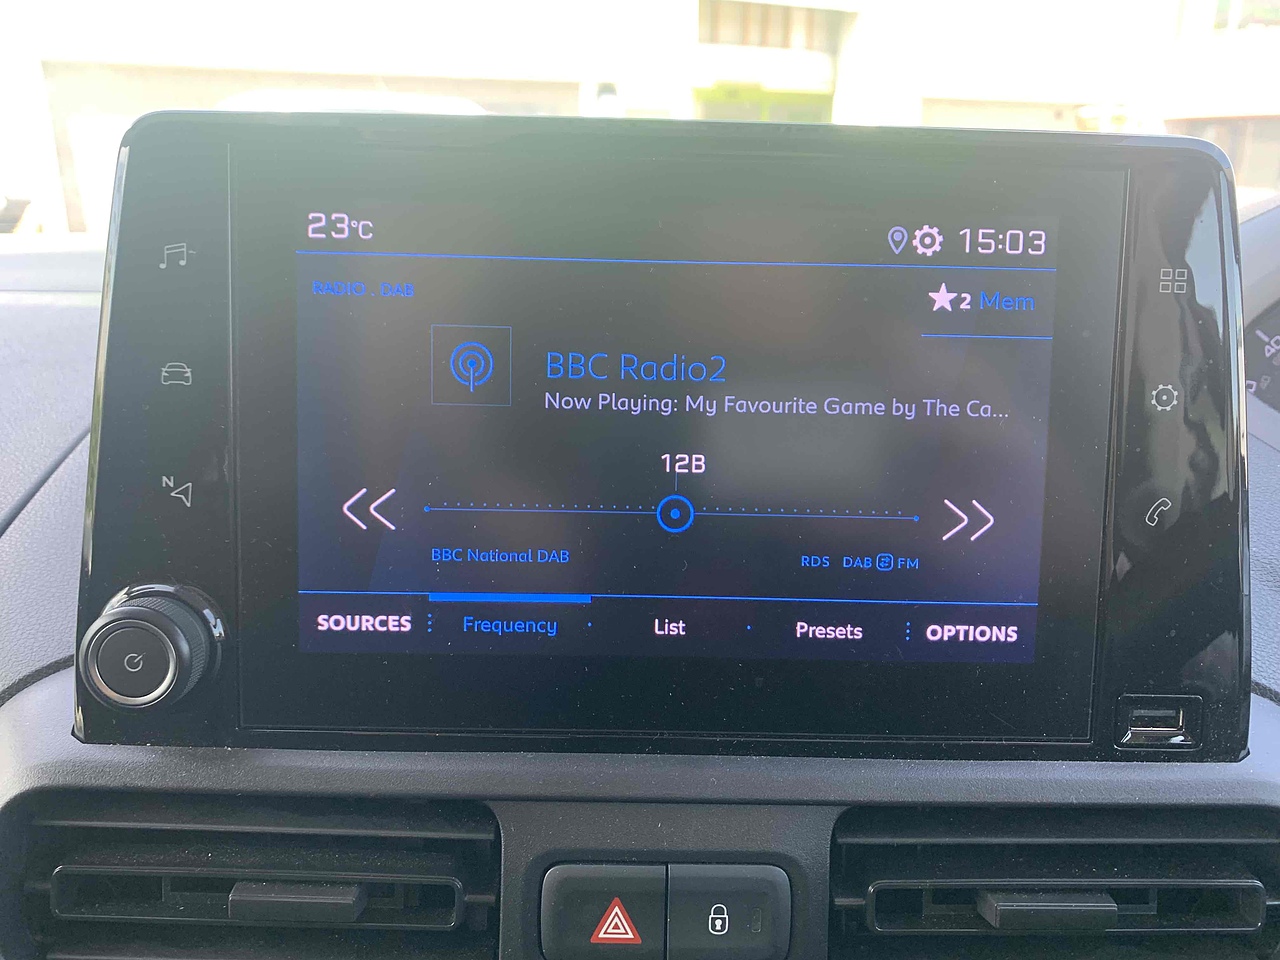 23°C
15:03
RADIO . DAB
2 Mem
BBC Radio2
Now Playing: My Favourite Game by The Ca...
12B
BBC National DAB
RDS DAB FM
SOURCES Frequency List Presets OPTIONS
N